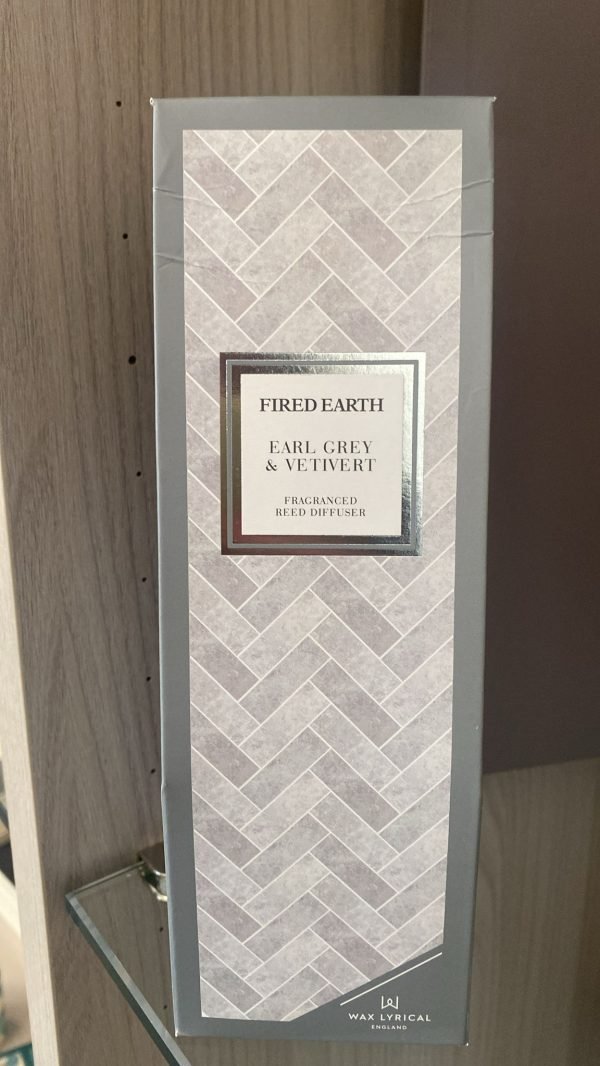 FIRED EARTH
EARL GREY
& VETIVERT
FRAGRANCED
REED DIFFUSER
WAX LYRICAL
ENGLAND